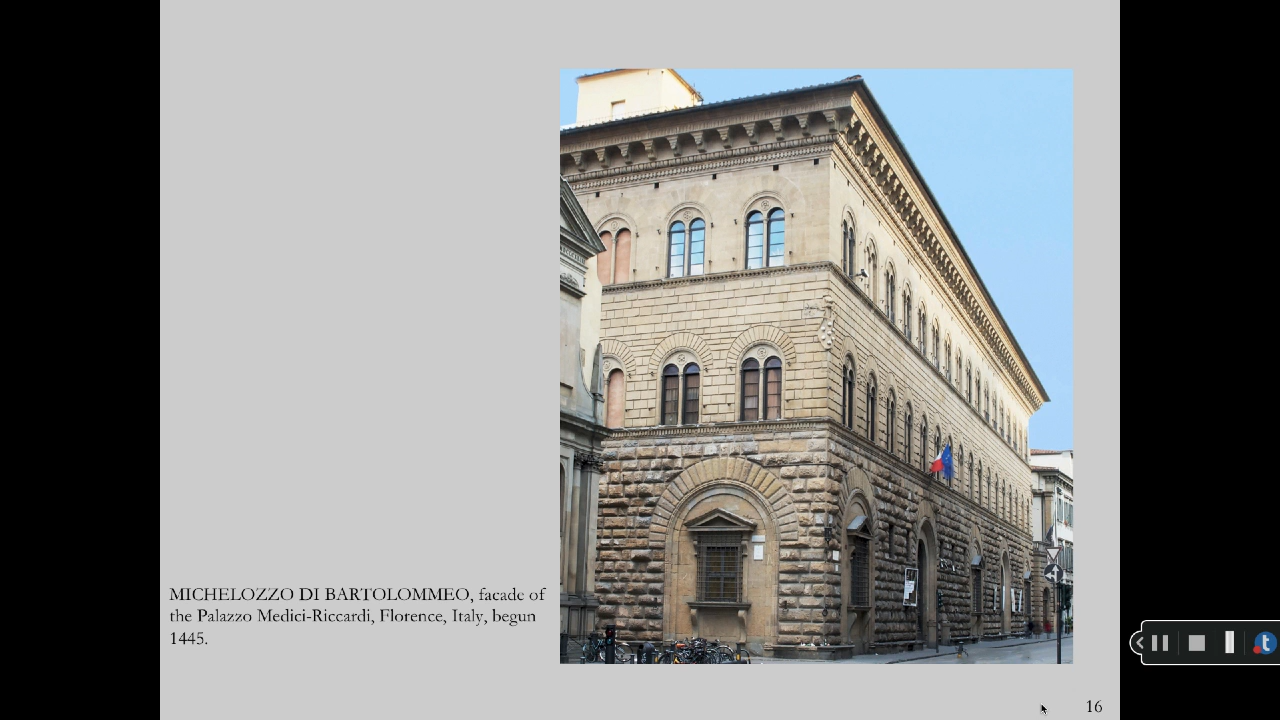 MICHELOZZO DI BARTOLOMMEO, facade of
the Palazzo Medici-Riccardi, Florence, Italy, begun
1445.
16
t